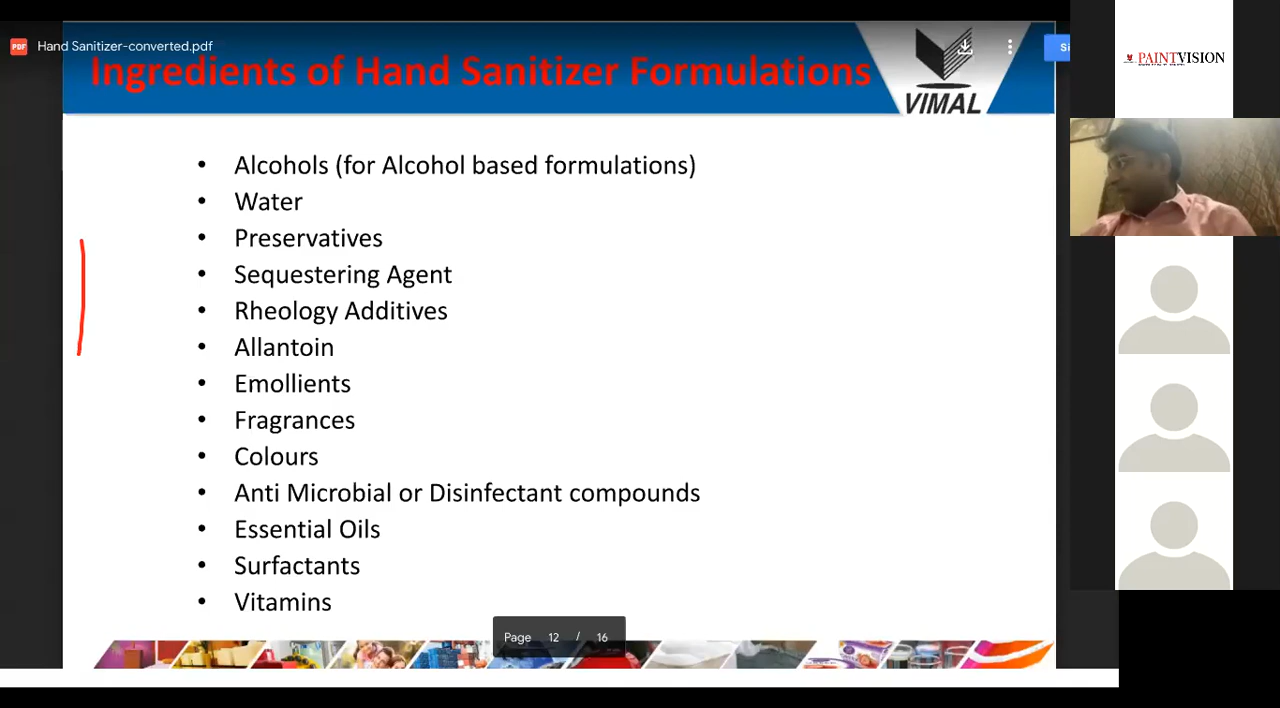 Hand Sanitizer-converted.pdf
Ingredients of Hand Sanitizer Formulations
VIMAL
PAINTVISION
• Alcohols (for Alcohol based formulations)
• Water
• Preservatives
• Sequestering Agent
• Rheology Additives
• Allantoin
• Emollients
• Fragrances
• Colours
• Anti Microbial or Disinfectant compounds
• Essential Oils
• Surfactants
• Vitamins
Page 12 / 16